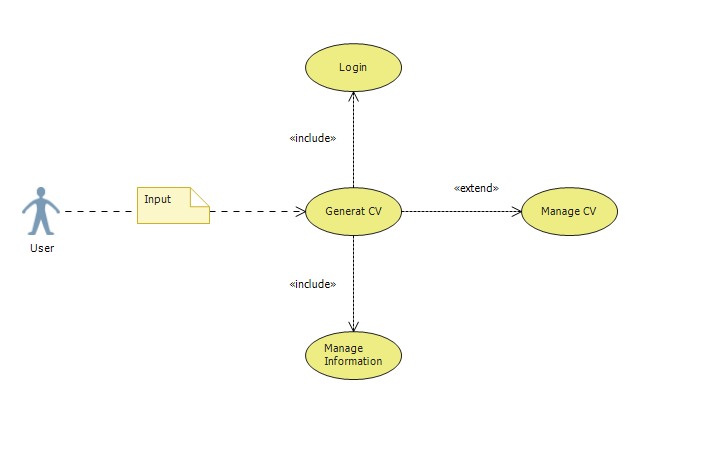 Login
«include»
Input
«extend»
Generat CV
Manage CV
User
«include»
Manage
Information